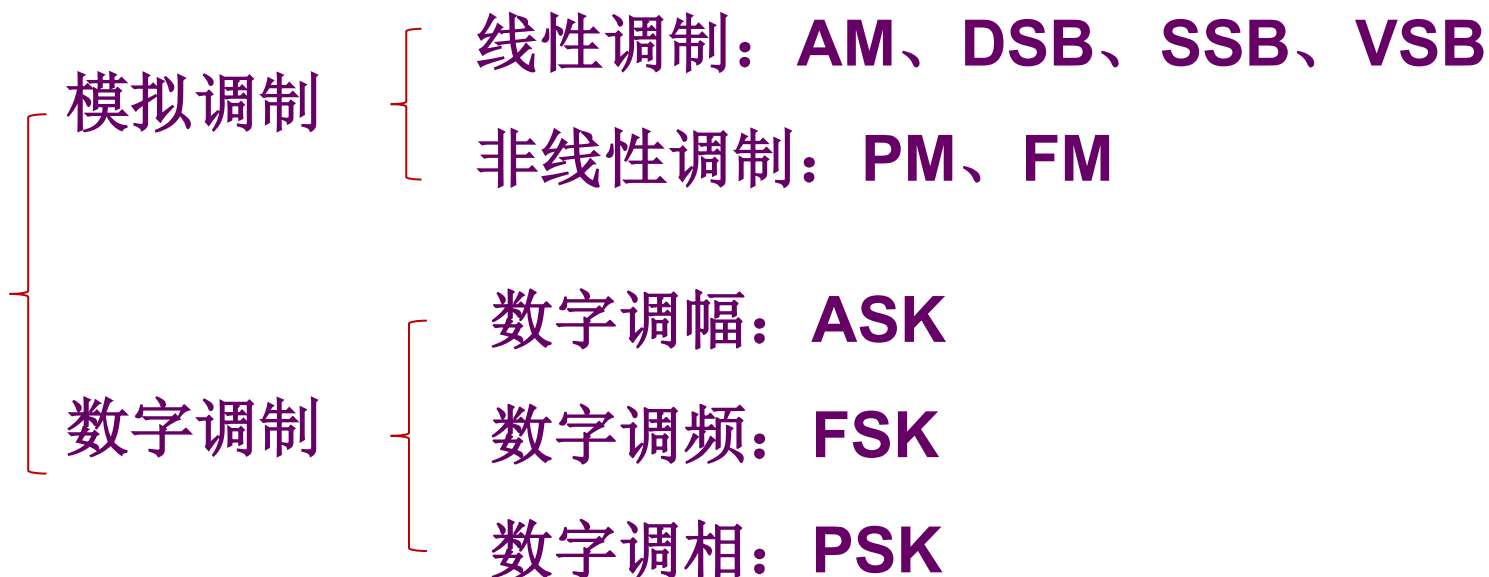 模拟调制
线性调制：AM、DSB、SSB、VSB
非线性调制：PM、FM
数字调制
数字调幅：ASK
数字调频：FSK
数字调相：PSK